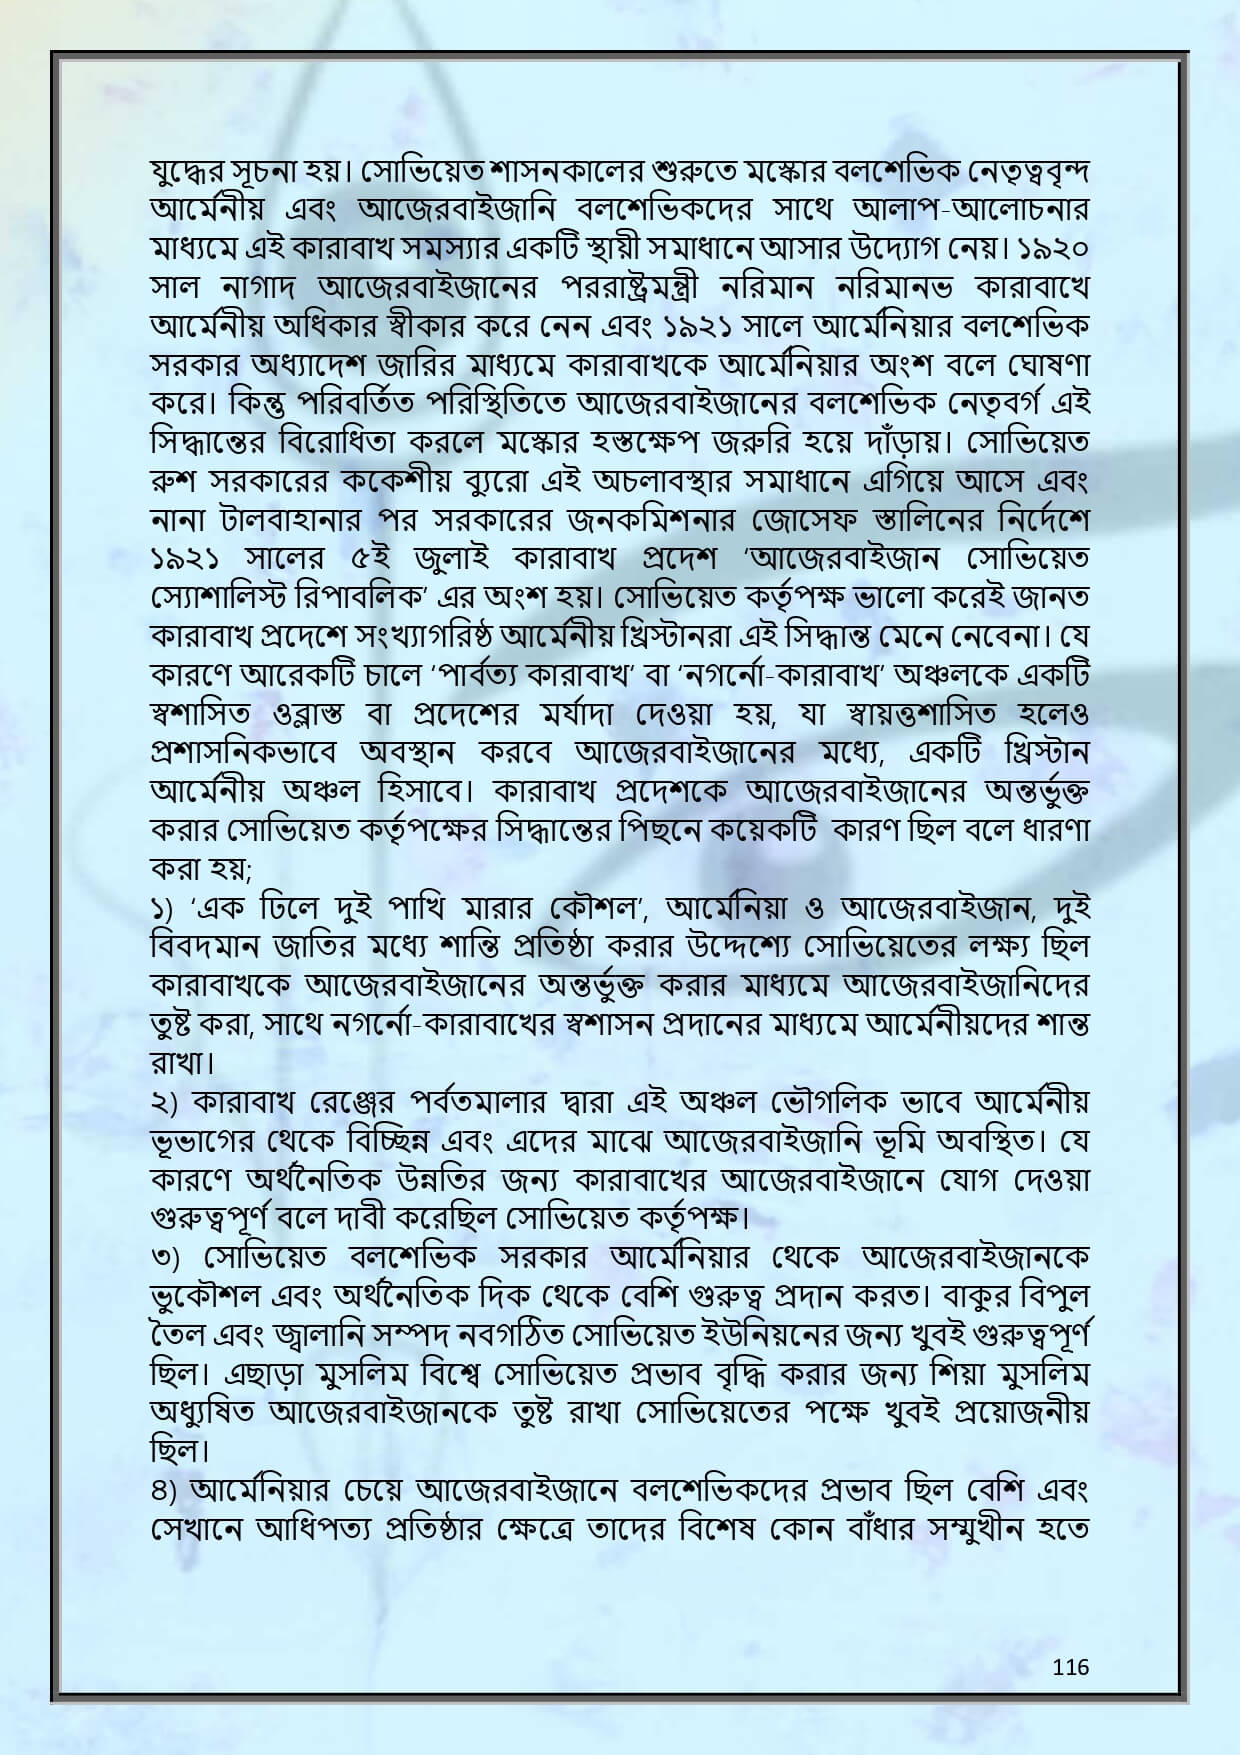 যুদ্ধের সূচনা হয়। সোভিয়েত শাসনকালের শুরুতে মস্কোর বলশেভিক নেতৃত্ববৃন্দ
আর্মেনীয় এবং আজেরবাইজানি বলশেভিকদের সাথে আলাপ-আলোচনার
মাধ্যমে এই কারাবাখ সমস্যার একটি স্থায়ী সমাধানে আসার উদ্যোগ নেয়। ১৯২০
সাল নাগাদ আজেরবাইজানের পররাষ্ট্রমন্ত্রী নরিমান নরিমানভ কারাবাখে
আর্মেনীয় অধিকার স্বীকার করে নেন এবং ১৯২১ সালে আর্মেনিয়ার বলশেভিক
সরকার অধ্যাদেশ জারির মাধ্যমে কারাবাখকে আর্মেনিয়ার অংশ বলে ঘোষণা
করে। কিন্তু পরিবর্তিত পরিস্থিতিতে আজেরবাইজানের বলশেভিক নেতৃবর্গ এই
সিদ্ধান্তের বিরোধিতা করলে মস্কোর হস্তক্ষেপ জরুরি হয়ে দাঁড়ায়। সোভিয়েত
রুশ সরকারের ককেশীয় ব্যুরো এই অচলাবস্থার সমাধানে এগিয়ে আসে এবং
নানা টালবাহানার পর সরকারের জনকমিশনার জোসেফ স্তালিনের নির্দেশে
১৯২১ সালের ৫ই জুলাই কারাবাখ প্রদেশ ‘আজেরবাইজান সোভিয়েত
স্যোশালিস্ট রিপাবলিক’ এর অংশ হয়। সোভিয়েত কর্তৃপক্ষ ভালো করেই জানত
কারাবাখ প্রদেশে সংখ্যাগরিষ্ঠ আর্মেনীয় খ্রিস্টানরা এই সিদ্ধান্ত মেনে নেবেনা। যে
কারণে আরেকটি চালে ‘পার্বত্য কারাবাখ’ বা ‘নগর্নো-কারাবাখ’ অঞ্চলকে একটি
স্বশাসিত ওব্লাস্ত বা প্রদেশের মর্যাদা দেওয়া হয়, যা স্বায়ত্তশাসিত হলেও
প্রশাসনিকভাবে অবস্থান করবে আজেরবাইজানের মধ্যে, একটি খ্রিস্টান
আর্মেনীয় অঞ্চল হিসাবে। কারাবাখ প্রদেশকে আজেরবাইজানের অন্তর্ভুক্ত
করার সোভিয়েত কর্তৃপক্ষের সিদ্ধান্তের পিছনে কয়েকটি কারণ ছিল বলে ধারণা
করা হয়;
১) ‘এক ঢিলে দুই পাখি মারার কৌশল’, আর্মেনিয়া ও আজেরবাইজান, দুই
বিবদমান জাতির মধ্যে শান্তি প্রতিষ্ঠা করার উদ্দেশ্যে সোভিয়েতের লক্ষ্য ছিল
কারাবাখকে আজেরবাইজানের অন্তর্ভুক্ত করার মাধ্যমে আজেরবাইজানিদের
তুষ্ট করা, সাথে নগর্নো-কারাবাখের স্বশাসন প্রদানের মাধ্যমে আর্মেনীয়দের শান্ত
রাখা।
২) কারাবাখ রেঞ্জের পর্বতমালার দ্বারা এই অঞ্চল ভৌগলিক ভাবে আর্মেনীয়
ভূভাগের থেকে বিচ্ছিন্ন এবং এদের মাঝে আজেরবাইজানি ভূমি অবস্থিত। যে
কারণে অর্থনৈতিক উন্নতির জন্য কারাবাখের আজেরবাইজানে যোগ দেওয়া
গুরুত্বপূর্ণ বলে দাবী করেছিল সোভিয়েত কর্তৃপক্ষ।
৩) সোভিয়েত বলশেভিক সরকার আর্মেনিয়ার থেকে আজেরবাইজানকে
ভুকৌশল এবং অর্থনৈতিক দিক থেকে বেশি গুরুত্ব প্রদান করত। বাকুর বিপুল
তৈল এবং জ্বালানি সম্পদ নবগঠিত সোভিয়েত ইউনিয়নের জন্য খুবই গুরুত্বপূর্ণ
ছিল। এছাড়া মুসলিম বিশ্বে সোভিয়েত প্রভাব বৃদ্ধি করার জন্য শিয়া মুসলিম
অধ্যুষিত আজেরবাইজানকে তুষ্ট রাখা সোভিয়েতের পক্ষে খুবই প্রয়োজনীয়
ছিল।
৪) আর্মেনিয়ার চেয়ে আজেরবাইজানে বলশেভিকদের প্রভাব ছিল বেশি এবং
সেখানে আধিপত্য প্রতিষ্ঠার ক্ষেত্রে তাদের বিশেষ কোন বাঁধার সম্মুখীন হতে
116